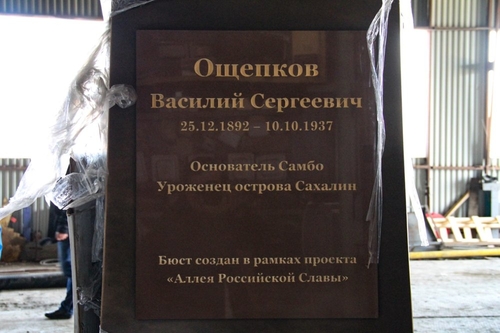 Ощепков
Василий Сергеевич
25.12.1892 – 10.10.1937
Основатель Самбо
Уроженец острова Сахалин
Бюст создан в рамках проекта
«Аллея Российской Славы»